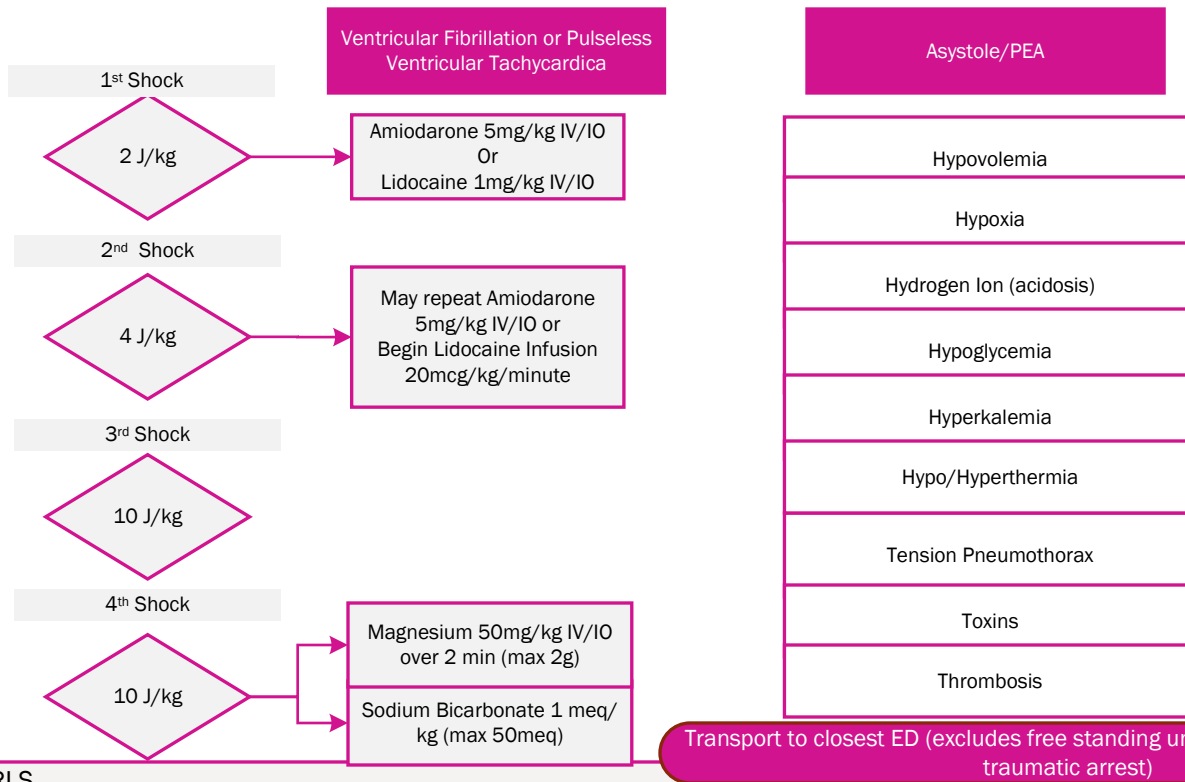 Ventricular Fibrillation or Pulseless
Ventricular Tachycardica
Asystole/PEA
1st Shock
2 J/kg
Amiodarone 5mg/kg IV/IO
Or
Lidocaine 1mg/kg IV/IO
2nd Shock
4 J/kg
May repeat Amiodarone
5mg/kg IV/IO or
Begin Lidocaine Infusion
20mcg/kg/minute
3rd Shock
10 J/kg
4th Shock
10 J/kg
Magnesium 50mg/kg IV/IO
over 2 min (max 2g)
Sodium Bicarbonate 1 meq/
kg (max 50meq)
Hypovolemia
Hypoxia
Hydrogen Ion (acidosis)
Hypoglycemia
Hyperkalemia
Hypo/Hyperthermia
Tension Pneumothorax
Toxins
Thrombosis
Transport to closest ED (excludes free standing
traumatic arrest)